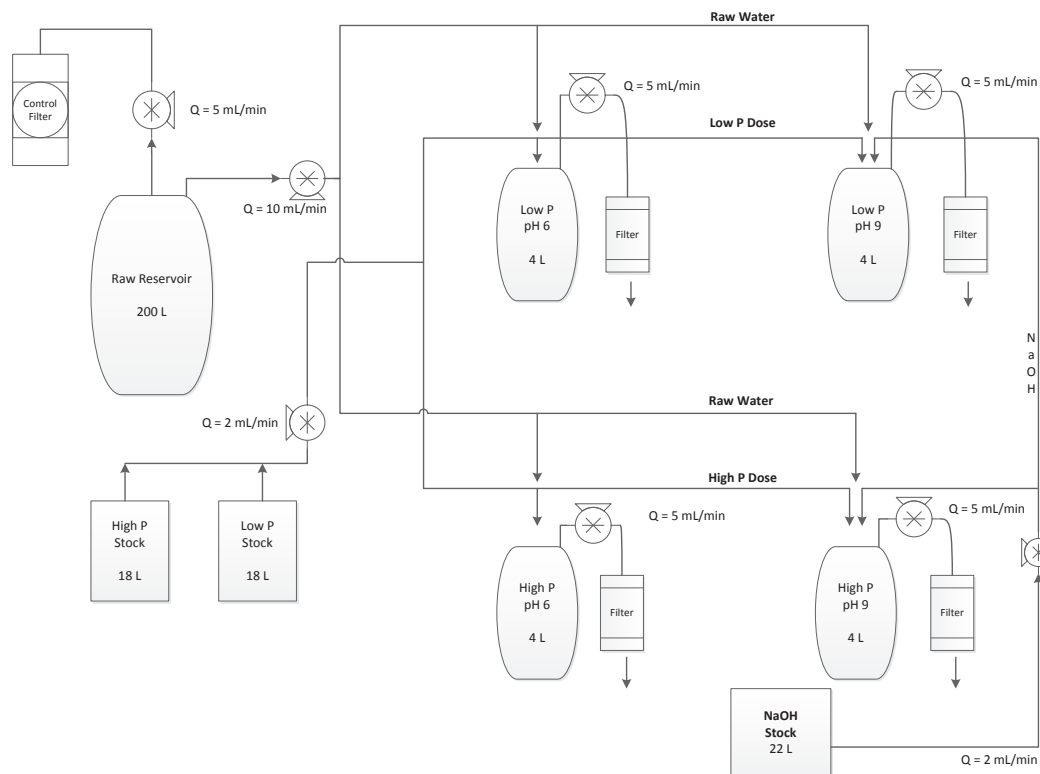 Raw Water
Control
Filter
Q = 5 mL/min
Q = 5 mL/min
Q = 5 mL/min
Low P Dose
Q = 10 mL/min
Low P
pH 6
4 L
Filter
Low P
pH 9
4 L
Filter
Raw Reservoir
200 L
N
a
O
H
Raw Water
Q = 2 mL/min
High P Dose
High P
Stock
18 L
Low P
Stock
18 L
Q = 5 mL/min
Q = 5 mL/min
High P
pH 6
4 L
Filter
High P
pH 9
4 L
Filter
NaOH
Stock
22 L
Q = 2 mL/min